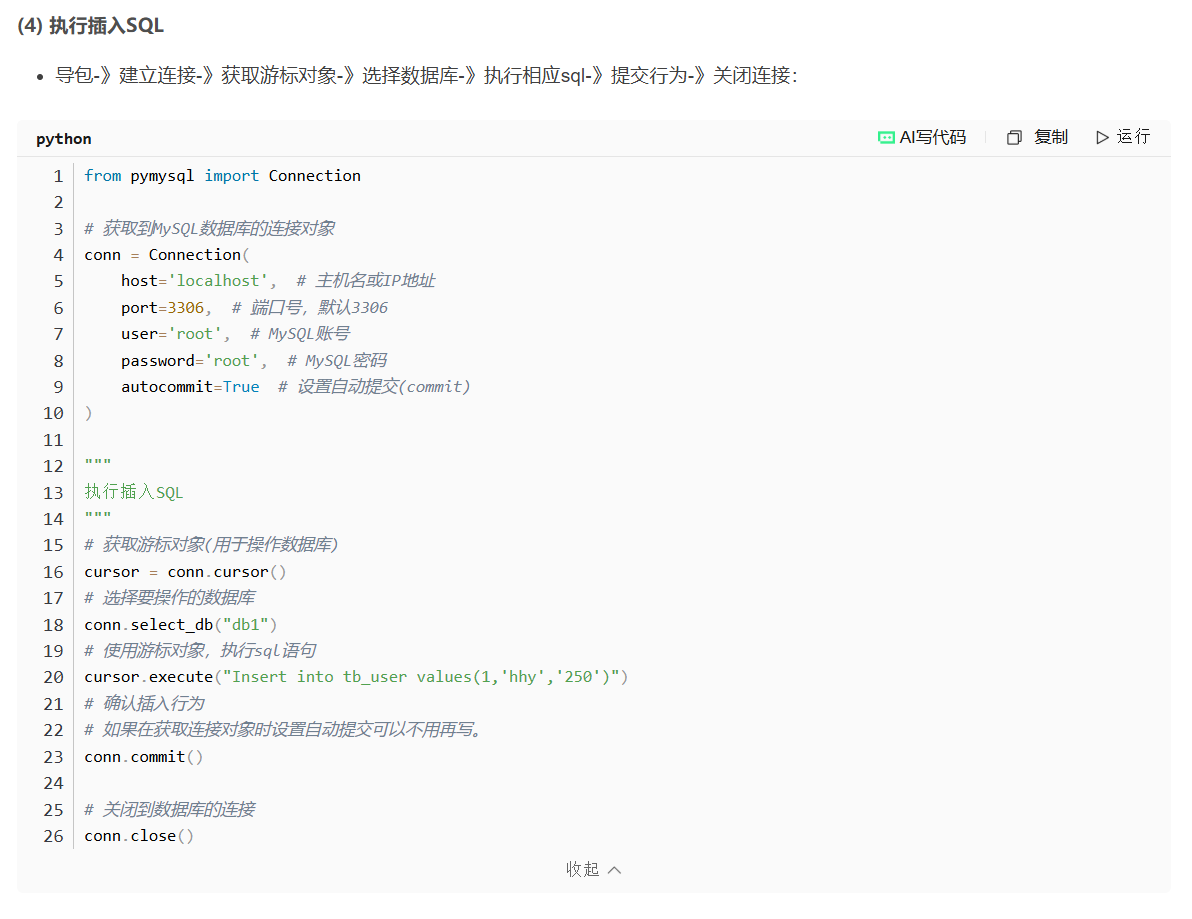 (4) 执行插入SQL
• 导包-》建立连接-》获取游标对象-》选择数据库-》执行相应sql-》提交行为-》关闭连接：
python
AI写代码 复制 运行
1 from pymysql import Connection
2
3 # 获取到MySQL数据库的连接对象
4 conn = Connection(
5     host='localhost',  # 主机名或IP地址
6     port=3306,  # 端口号，默认3306
7     user='root',  # MySQL账号
8     password='root',  # MySQL密码
9     autocommit=True  # 设置自动提交(commit)
10 )
11
12 """
13 执行插入SQL
14 """
15 # 获取游标对象(用于操作数据库)
16 cursor = conn.cursor()
17 # 选择要操作的数据库
18 conn.select_db("db1")
19 # 使用游标对象，执行sql语句
20 cursor.execute("Insert into tb_user values(1,'hhy','250')")
21 # 确认插入行为
22 # 如果在获取连接对象时设置自动提交可以不用再写。
23 conn.commit()
24
25 # 关闭到数据库的连接
26 conn.close()
收起